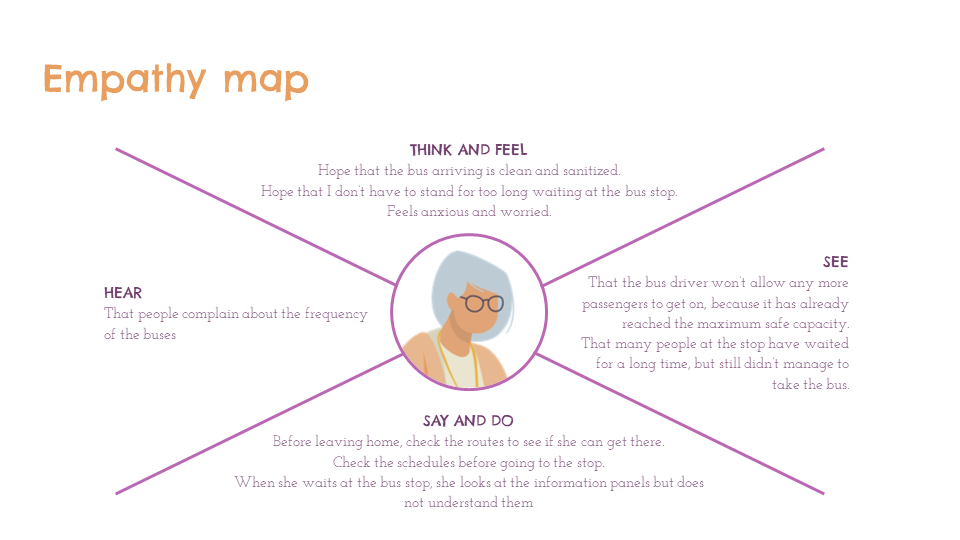 Empathy map
THINK AND FEEL
Hope that the bus arriving is clean and sanitized.
Hope that I don't have to stand for too long waiting at the bus stop.
Feels anxious and worried.
HEAR
That people complain about the frequency
of the buses
SEE
That the bus driver won't allow any more
passengers to get on, because it has already
reached the maximum safe capacity.
That many people at the stop have waited
for a long time, but still didn't manage to
take the bus.
SAY AND DO
Before leaving home, check the routes to see if she can get there.
Check the schedules before going to the stop.
When she waits at the bus stop, she looks at the information panels but does
not understand them